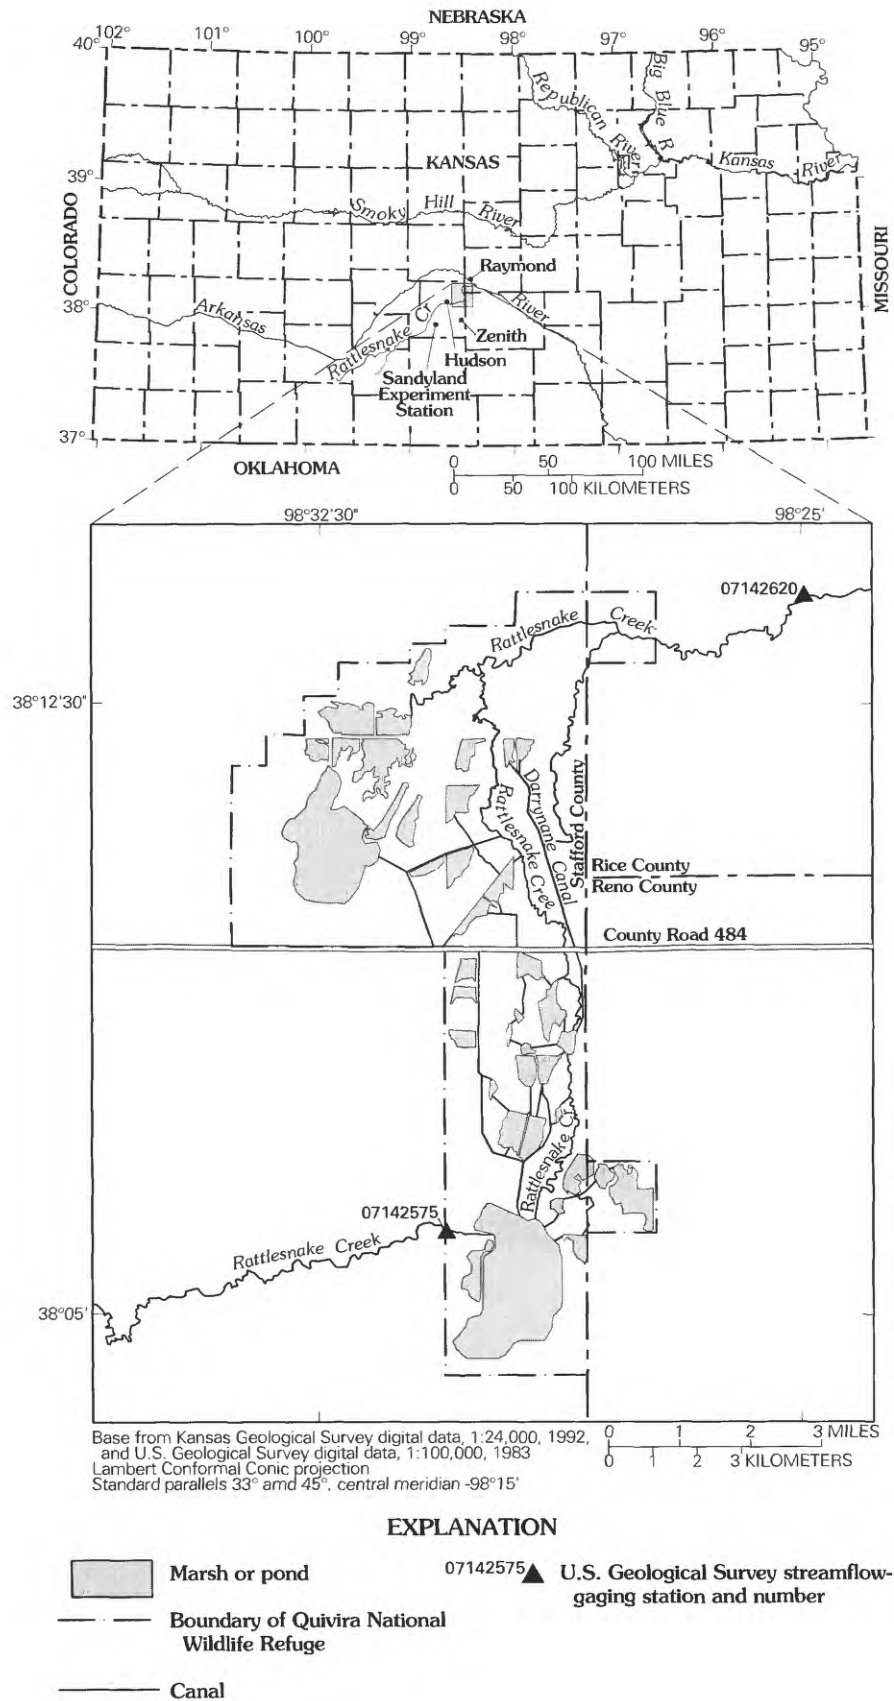 NEBRASKA
102°
101°
100°
99°
98°
97°
96°
95°
40°
Big Blue R
Republican River
KANSAS
Kansas River
39°
COLORADO
Smoky Hill River
MISSOURI
Raymond
38°
Arkansas River
Rattlesnake Cr
Zenith
Hudson
Sandyland
Experiment
Station
37°
OKLAHOMA
0 50 100 MILES
0 50 100 KILOMETERS
98°32'30"
98°25'
07142620
Rattlesnake Creek
38°12'30"
Darrynane Canal
Rattlesnake Cree
Stafford County
Rice County
Reno County
County Road 484
Rattlesnake Cr
07142575
Rattlesnake Creek
38°05'
Base from Kansas Geological Survey digital data, 1:24,000, 1992,
and U.S. Geological Survey digital data, 1:100,000, 1983
Lambert Conformal Conic projection
Standard parallels 33° amd 45°, central meridian -98°15'
0 1 2 3 MILES
0 1 2 3 KILOMETERS
EXPLANATION
Marsh or pond
Boundary of Quivira National
Wildlife Refuge
Canal
07142575 U.S. Geological Survey streamflow-
gaging station and number